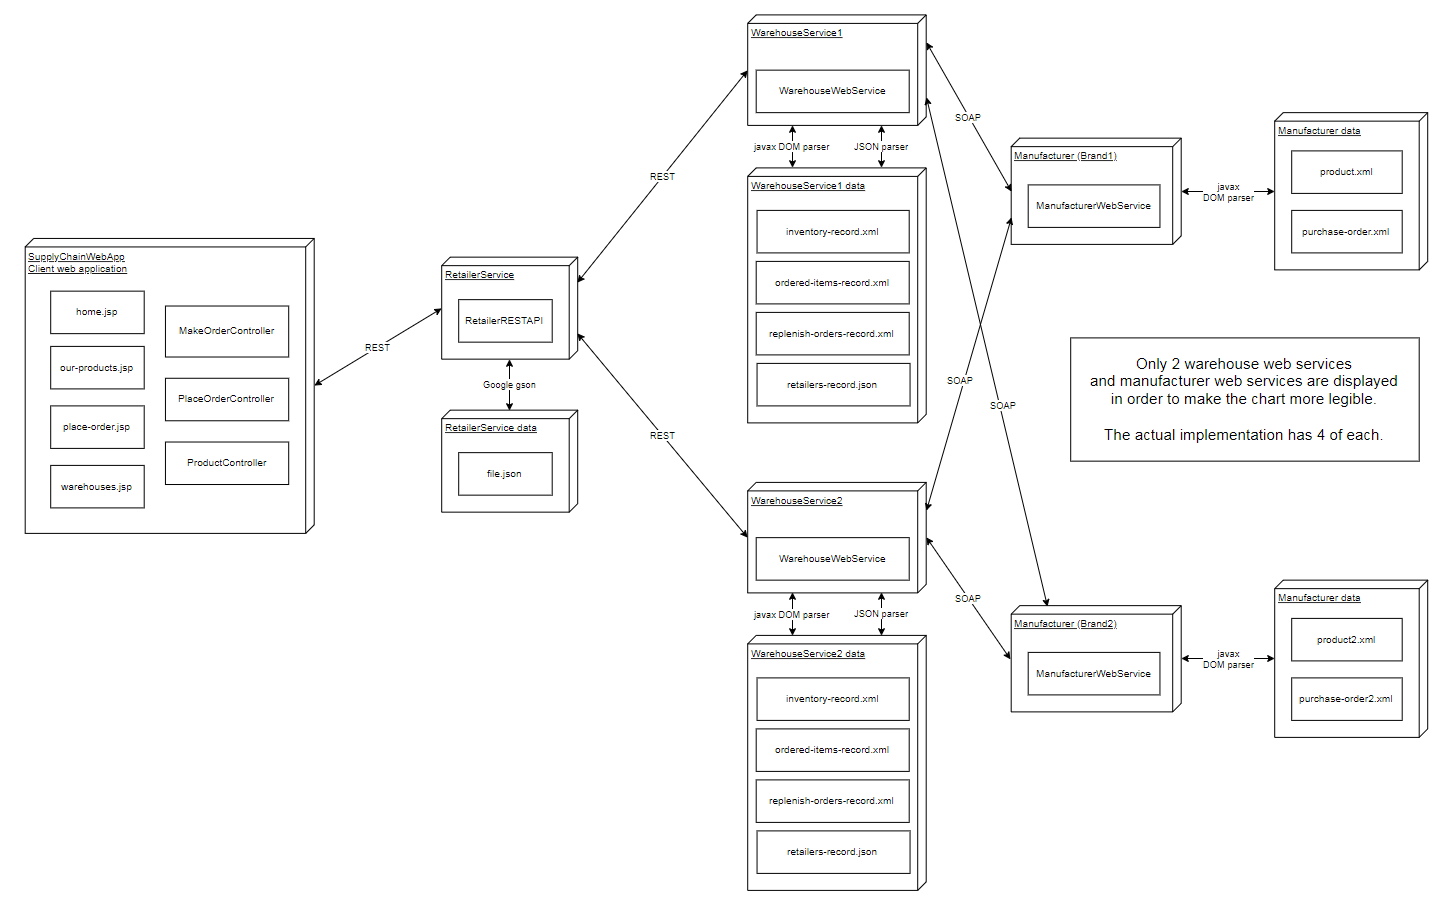 SupplyChainWebApp
Client web application
home.jsp
our-products.jsp
place-order.jsp
warehouses.jsp
MakeOrderController
PlaceOrderController
ProductController
REST
RetailerService
RetailerRESTAPI
Google gson
RetailerService data
file.json
REST
REST
WarehouseService1
WarehouseWebService
javax DOM parser
JSON parser
WarehouseService1 data
inventory-record.xml
ordered-items-record.xml
replenish-orders-record.xml
retailers-record.json
WarehouseService2
WarehouseWebService
javax DOM parser
JSON parser
WarehouseService2 data
inventory-record.xml
ordered-items-record.xml
replenish-orders-record.xml
retailers-record.json
SOAP
SOAP
SOAP
SOAP
Manufacturer (Brand1)
ManufacturerWebService
javax
DOM parser
Manufacturer data
product.xml
purchase-order.xml
Only 2 warehouse web services
and manufacturer web services are displayed
in order to make the chart more legible.
The actual implementation has 4 of each.
Manufacturer (Brand2)
ManufacturerWebService
javax
DOM parser
Manufacturer data
product2.xml
purchase-order2.xml